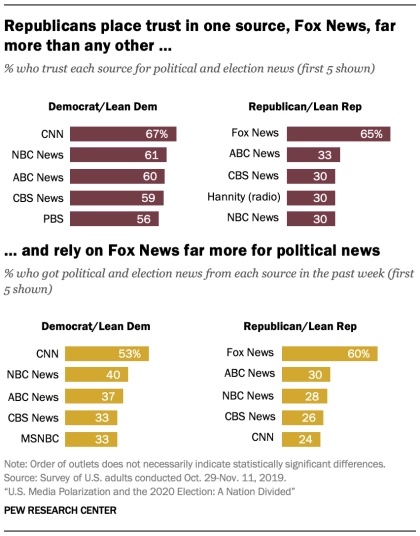 Republicans place trust in one source, Fox News, far
more than any other ...
% who trust each source for political and election news (first 5 shown)
Democrat/Lean Dem
CNN 67%
NBC News 61
ABC News 60
CBS News 59
PBS 56
Republican/Lean Rep
Fox News 65%
ABC News 33
CBS News 30
Hannity (radio) 30
NBC News 30
... and rely on Fox News far more for political news
% who got political and election news from each source in the past week (first
5 shown)
Democrat/Lean Dem
CNN 53%
NBC News 40
ABC News 37
CBS News 33
MSNBC 33
Republican/Lean Rep
Fox News 60%
ABC News 30
NBC News 28
CBS News 26
CNN 24
Note: Order of outlets does not necessarily indicate statistically significant differences.
Source: Survey of U.S. adults conducted Oct. 29-Nov. 11, 2019.
"U.S. Media Polarization and the 2020 Election: A Nation Divided"
PEW RESEARCH CENTER